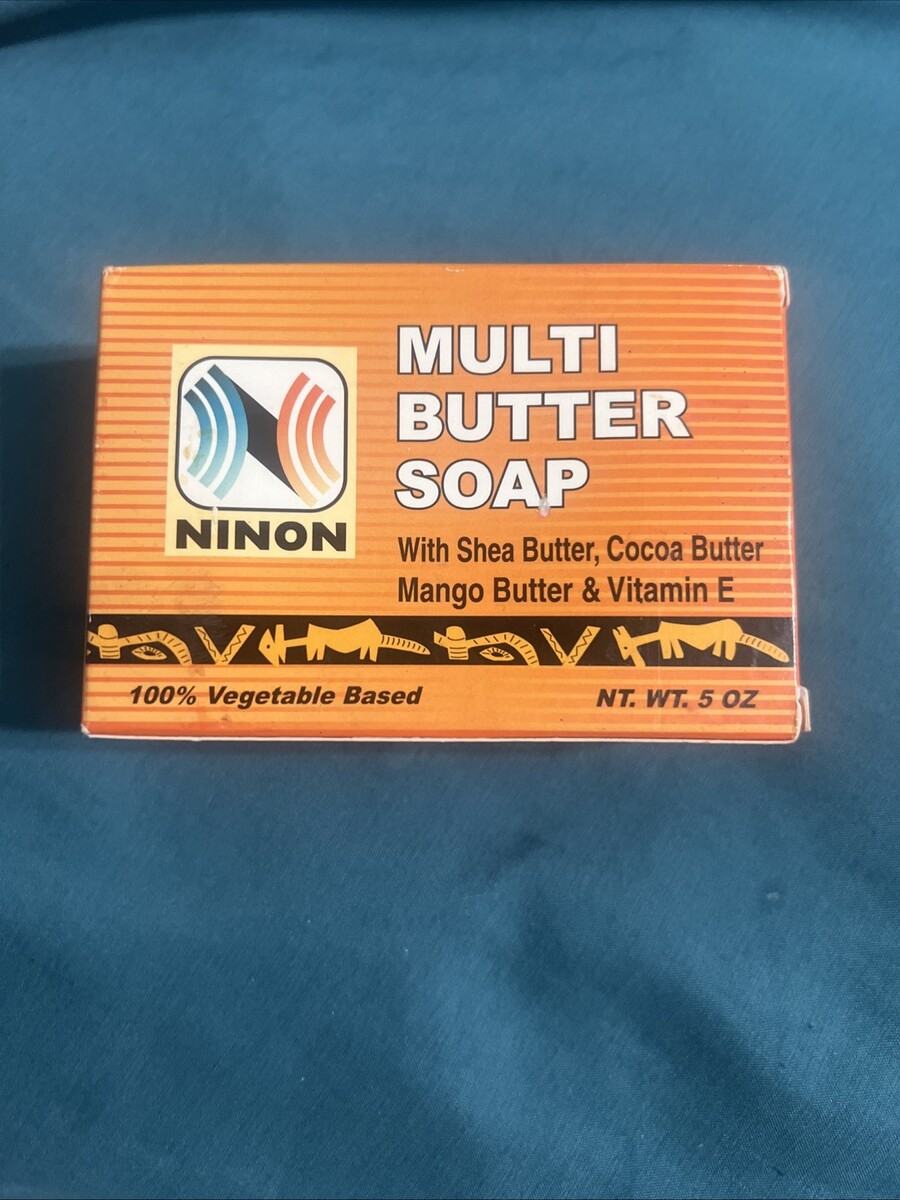 NINON
MULTI
BUTTER
SOAP
With Shea Butter, Cocoa Butter
Mango Butter & Vitamin E
100% Vegetable Based
NT. WT. 5 OZ